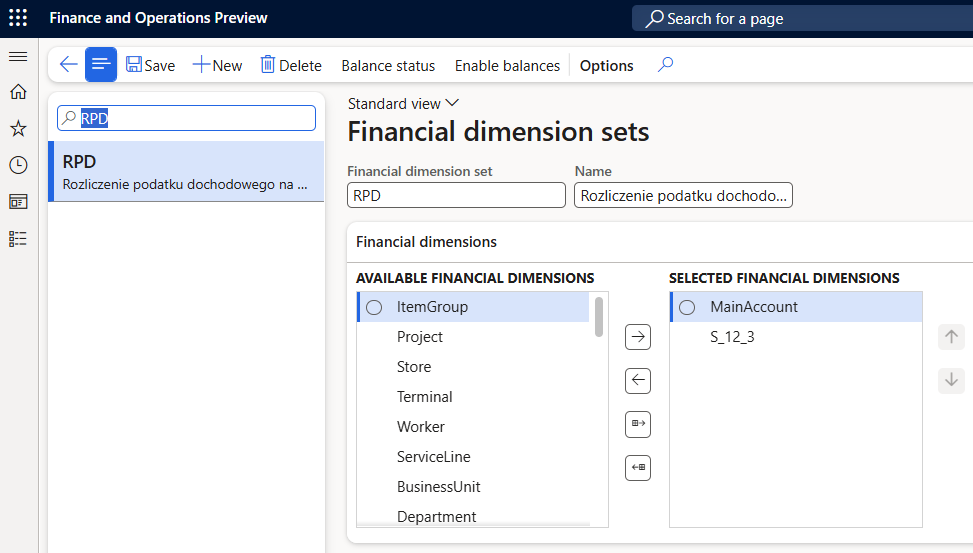 Finance and Operations Preview
Search for a page
Save
New
Delete
Balance status
Enable balances
Options
RPD
RPD
Rozliczenie podatku dochodowego na ...
Standard view
Financial dimension sets
Financial dimension set
Name
RPD
Rozliczenie podatku dochodo...
Financial dimensions
AVAILABLE FINANCIAL DIMENSIONS
SELECTED FINANCIAL DIMENSIONS
ItemGroup
Project
Store
Terminal
Worker
ServiceLine
BusinessUnit
Department
MainAccount
S_12_3